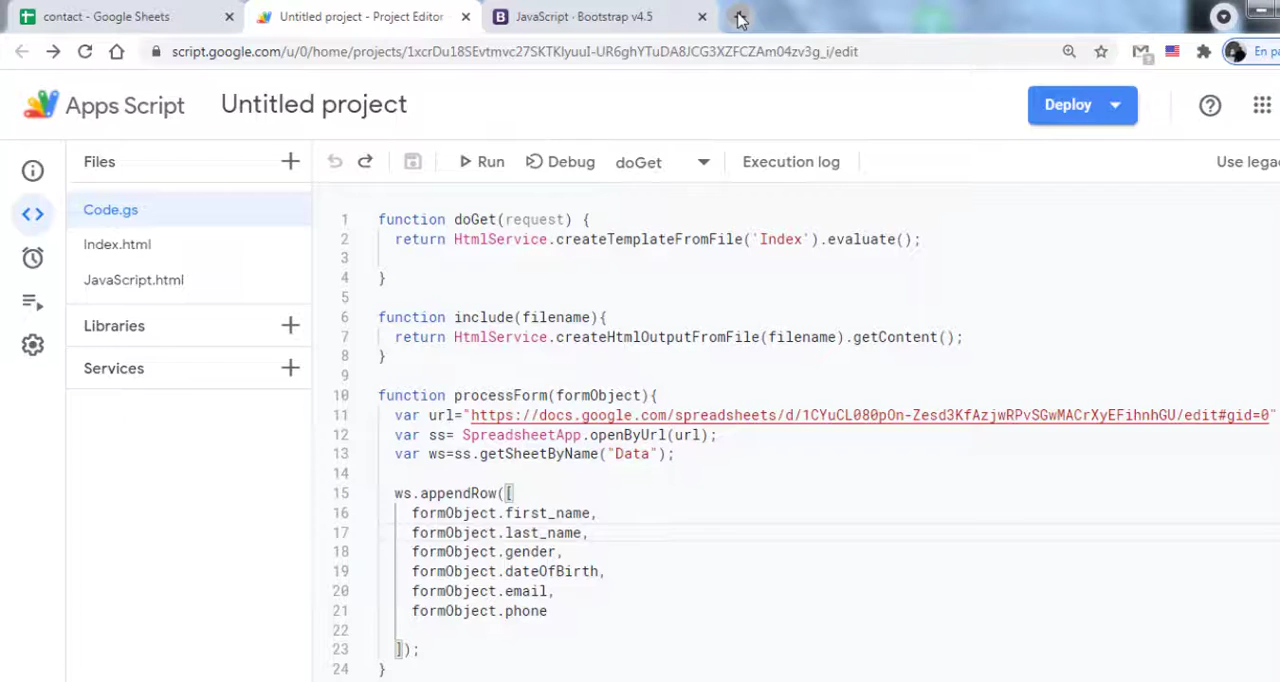 contact - Google Sheets
Untitled project - Project Editor
B JavaScript · Bootstrap v4.5
script.google.com/u/0/home/projects/1xcrDu18SEvtmvc27SKTKlyuuI-UR6ghYTuDA8JCG3XZFCZAm04zv3g_i/edit
En pa
Apps Script
Untitled project
Deploy
Files
Run
Debug
doGet
Execution log
Use lega
Code.gs
Index.html
JavaScript.html
Libraries
Services
1 function doGet(request) {
2 return HtmlService.createTemplateFromFile('Index').evaluate();
3
4 }
5
6 function include(filename){
7 return HtmlService.createHtmlOutputFromFile(filename).getContent();
8 }
9
10 function processForm(formObject){
11 var url="https://docs.google.com/spreadsheets/d/1CYuCL080pOn-Zesd3KfAzjwRPvSGwMACrXyEFihnhGU/edit#gid=0"
12 var ss= SpreadsheetApp.openByUrl(url);
13 var ws=ss.getSheetByName("Data");
14
15 ws.appendRow([
16 formObject.first_name,
17 formObject.last_name,
18 formObject.gender,
19 formObject.dateOfBirth,
20 formObject.email,
21 formObject.phone
22
23 ]);
24 }